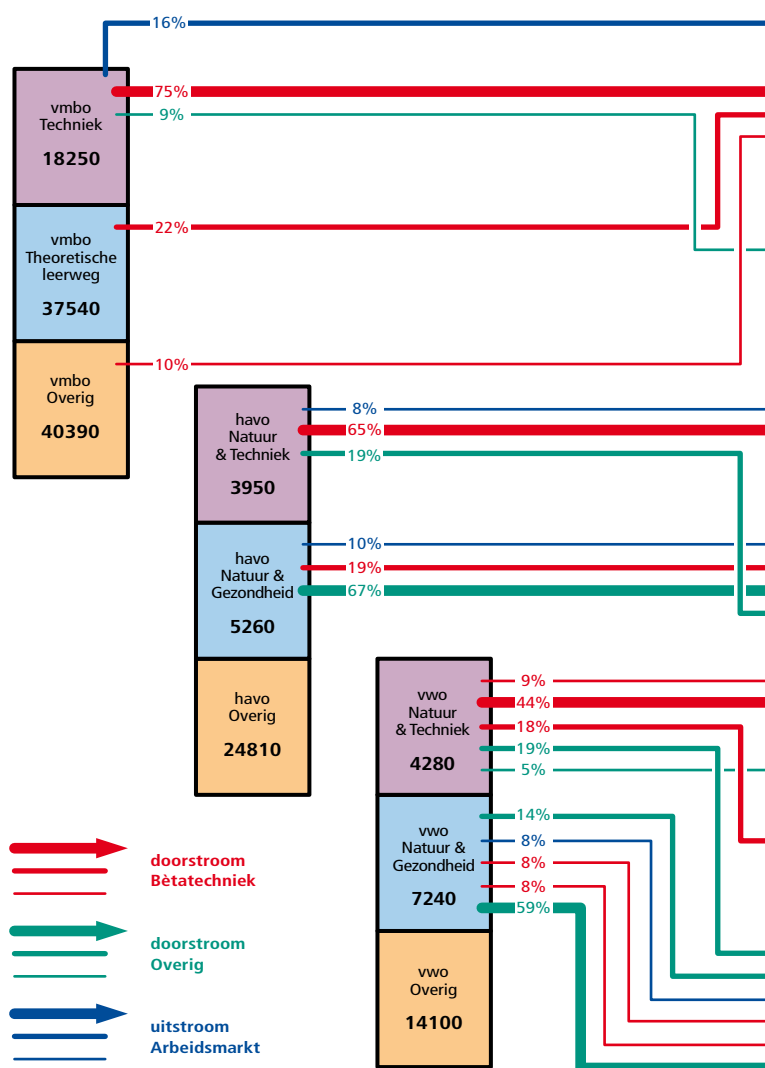 16%
vmbo
Techniek
18250
75%
9%
vmbo
Theoretische
leerweg
37540
22%
vmbo
Overig
40390
10%
havo
Natuur
& Techniek
3950
8%
65%
19%
havo
Natuur &
Gezondheid
5260
10%
19%
67%
havo
Overig
24810
vwo
Natuur
& Techniek
4280
9%
44%
18%
19%
5%
vwo
Natuur &
Gezondheid
7240
14%
8%
8%
8%
59%
vwo
Overig
14100
doorstroom
Bètatechniek
doorstroom
Overig
uitstroom
Arbeidsmarkt